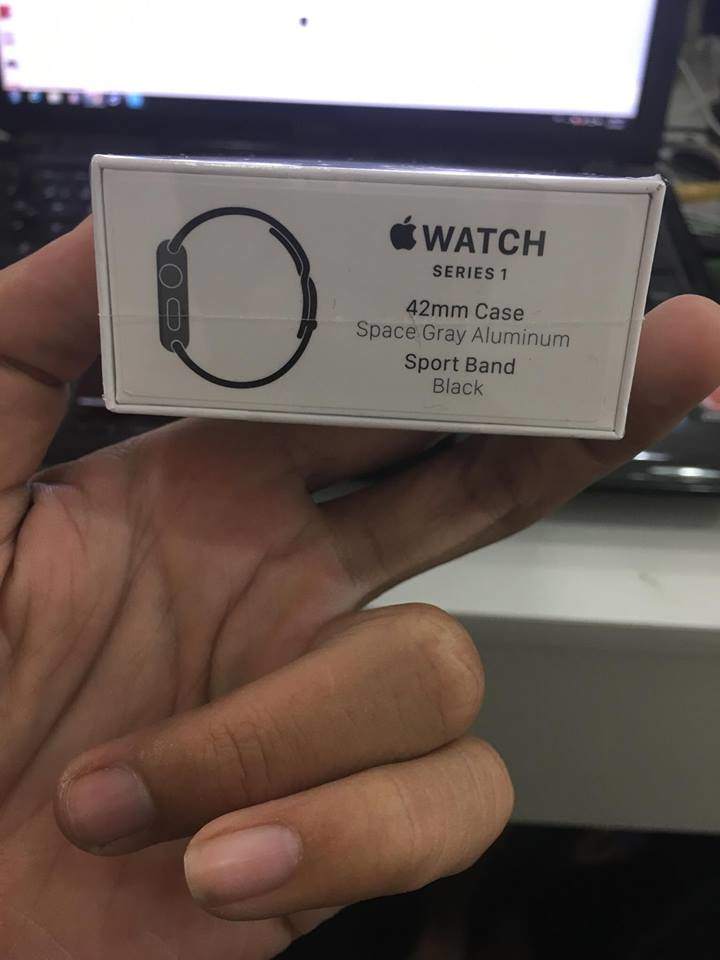 WATCH
SERIES 1
42mm Case
Space Gray Aluminum
Sport Band
Black